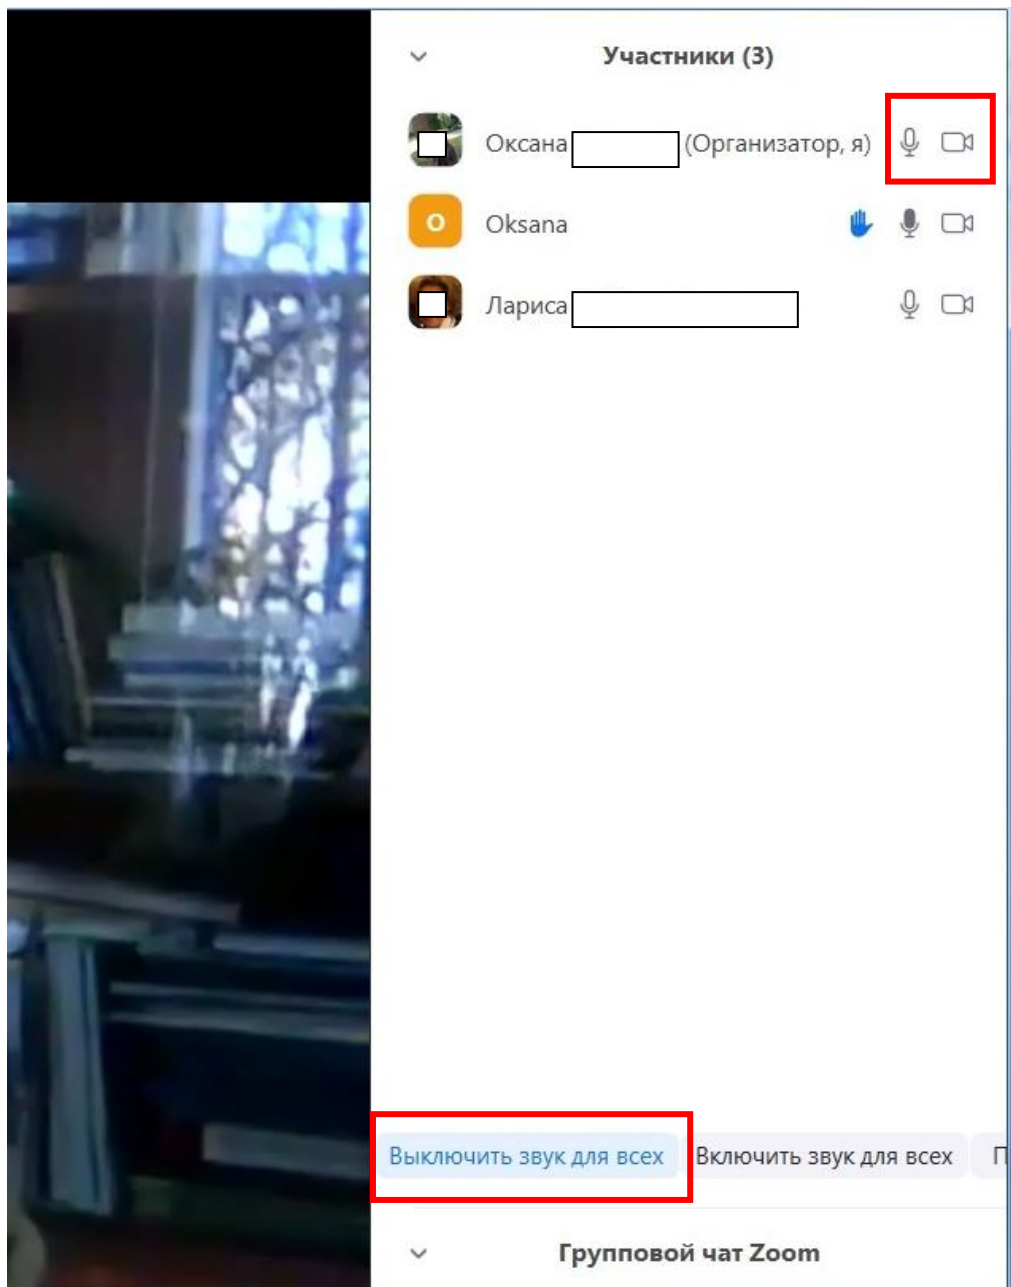 Участники (3)
Оксана (Организатор, я)
O Oksana
Лариса
Выключить звук для всех Включить звук для всех П
Групповой чат Zoom